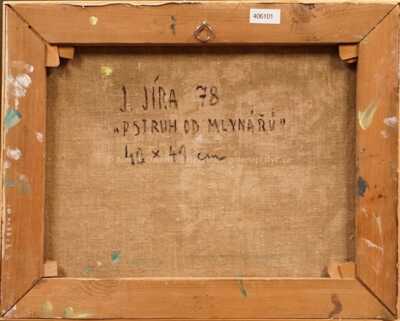 406101
J. JÍRA 78
„PSTRUH OD MLYNÁŘŮ"
40 × 49 cm